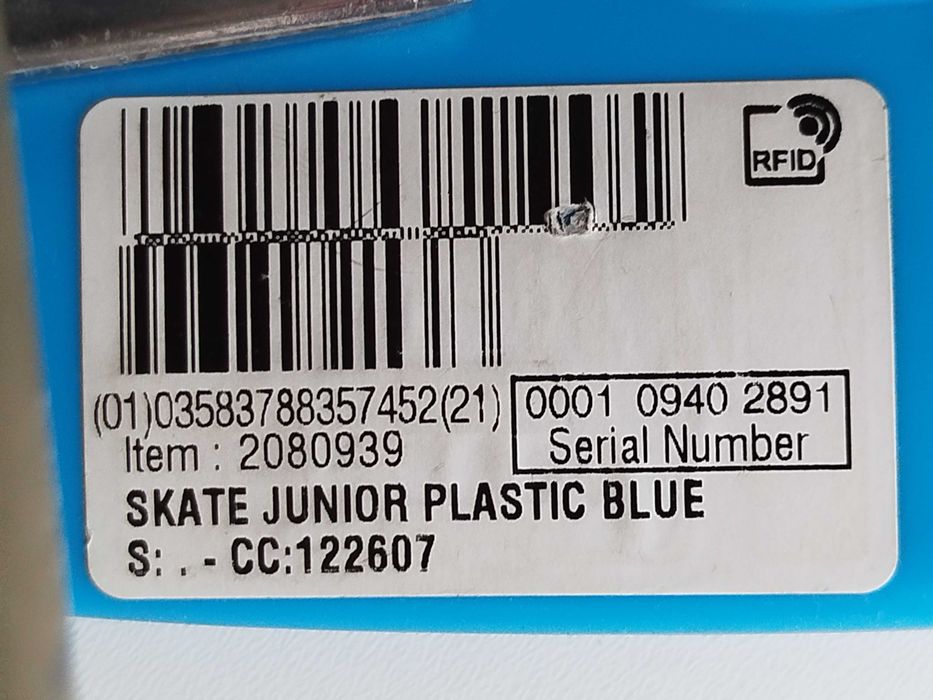 RFID
(01)03583788357452(21) 0001 0940 2891
Serial Number
Item : 2080939
SKATE JUNIOR PLASTIC BLUE
S: . - CC:122607